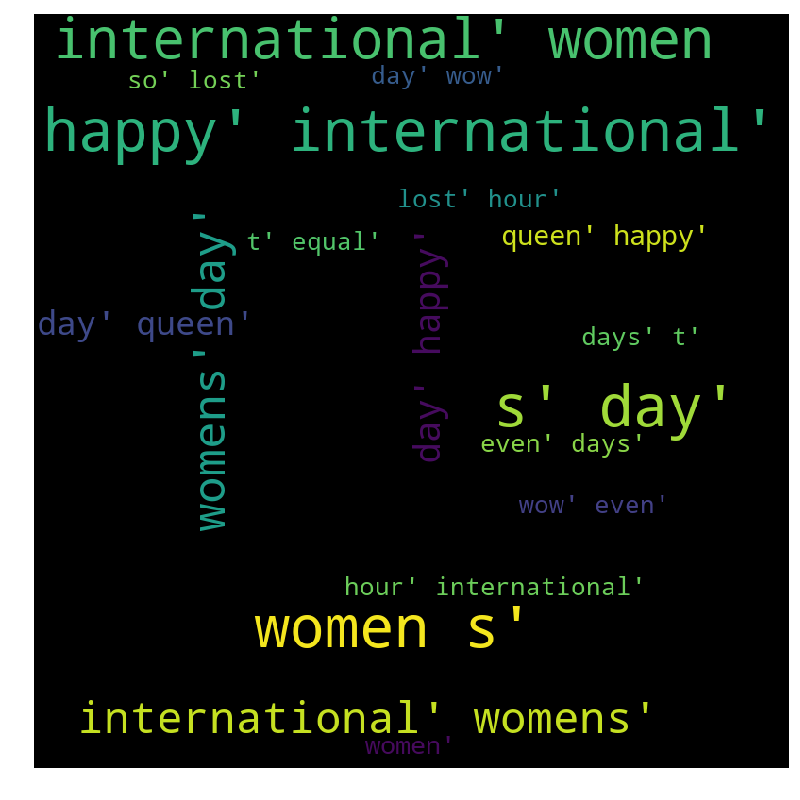 international' women
so' lost'
day' wow'
happy' international'
lost' hour'
womens' day'
t' equal'
day' happy'
queen' happy'
day' queen'
days' t'
s' day'
even' days'
wow' even'
hour' international'
women s'
international' womens'
women'